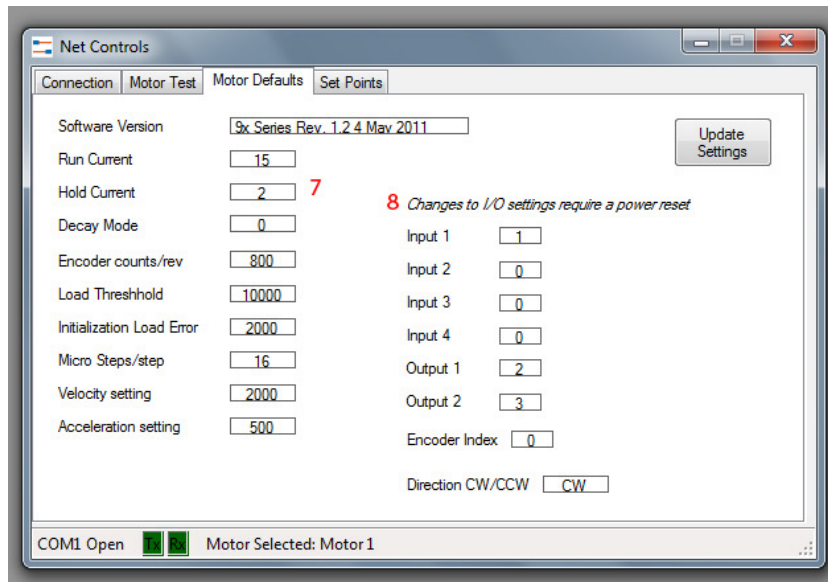 Net Controls
Connection Motor Test Motor Defaults Set Points
Software Version 9x Series Rev. 1.2 4 May 2011
Update
Settings
Run Current 15
Hold Current 2 7
8 Changes to I/O settings require a power reset
Decay Mode 0
Input 1 1
Encoder counts/rev 800
Input 2 0
Load Threshhold 10000
Input 3 0
Initialization Load Error 2000
Input 4 0
Micro Steps/step 16
Output 1 2
Velocity setting 2000
Output 2 3
Acceleration setting 500
Encoder Index 0
Direction CW/CCW CW
COM1 Open Tx Rx Motor Selected: Motor 1